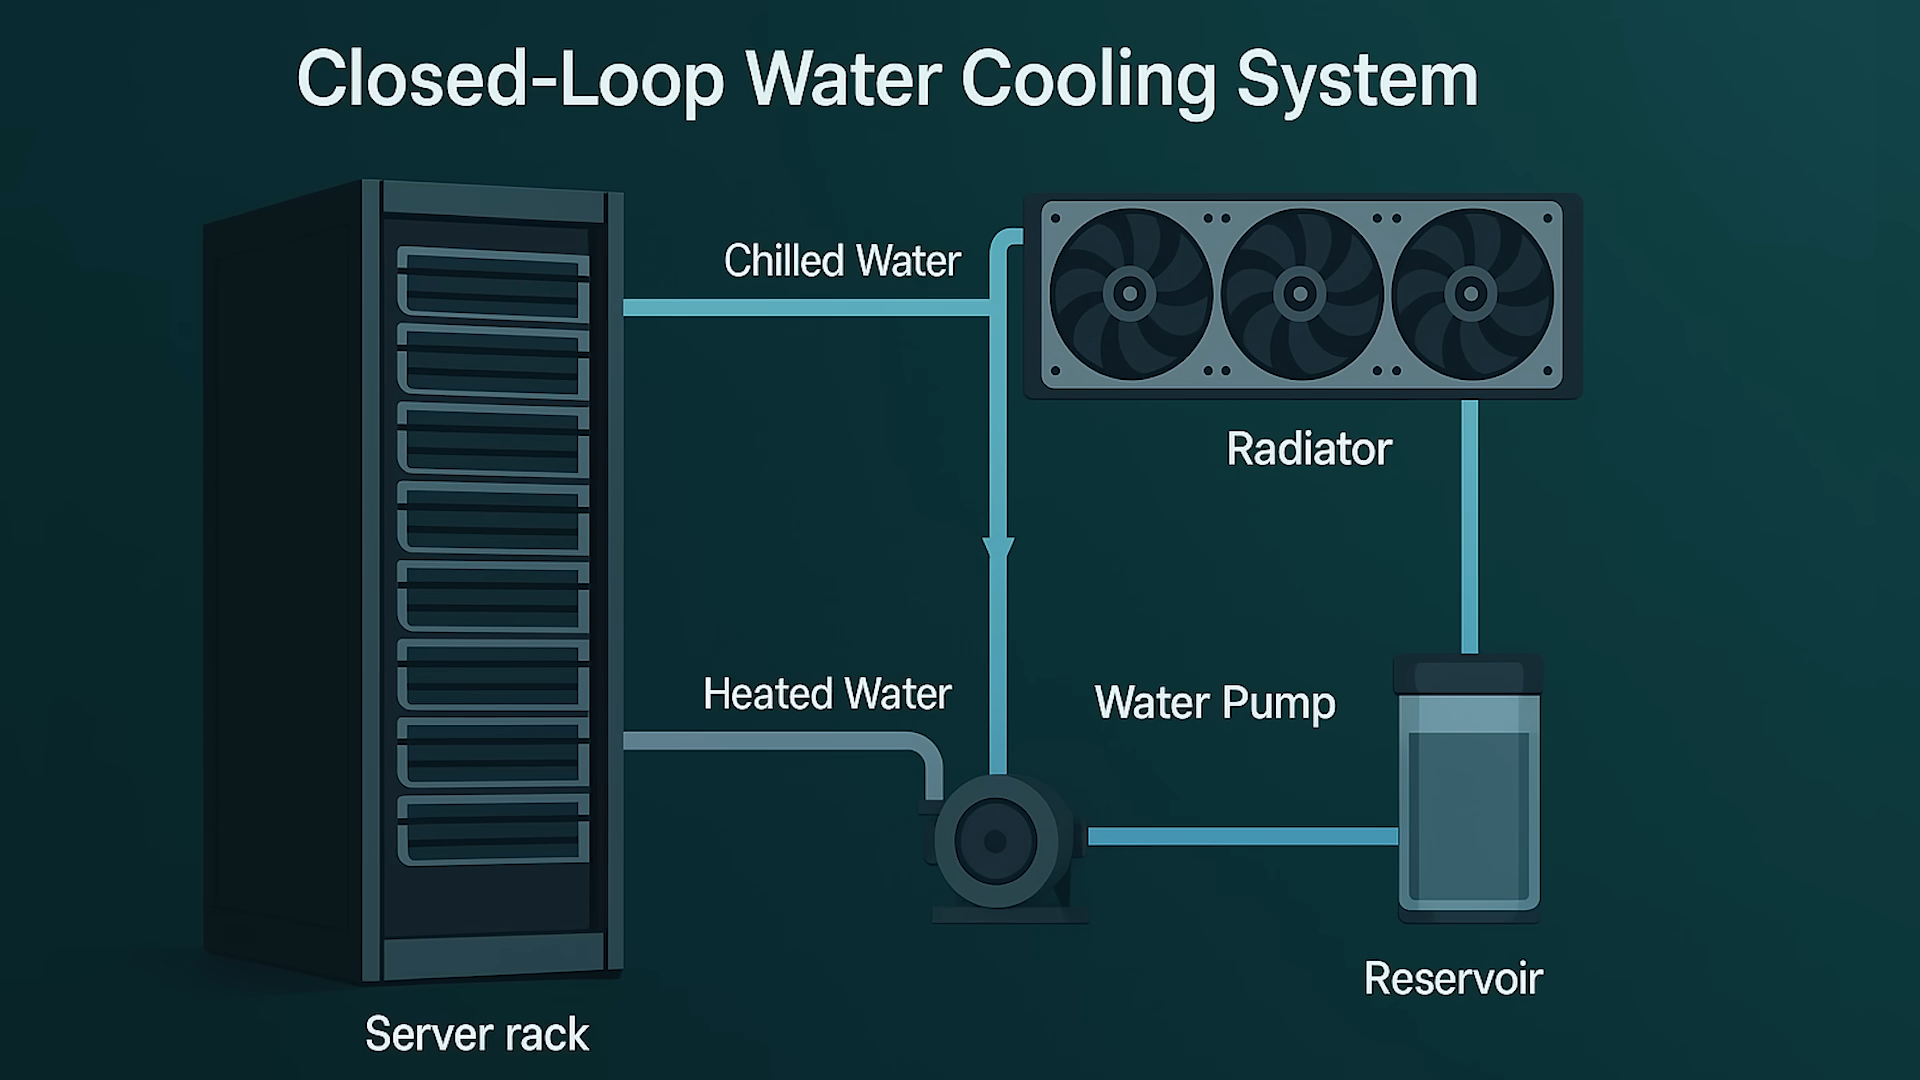 Closed-Loop Water Cooling System
Chilled Water
Radiator
Heated Water
Water Pump
Reservoir
Server rack